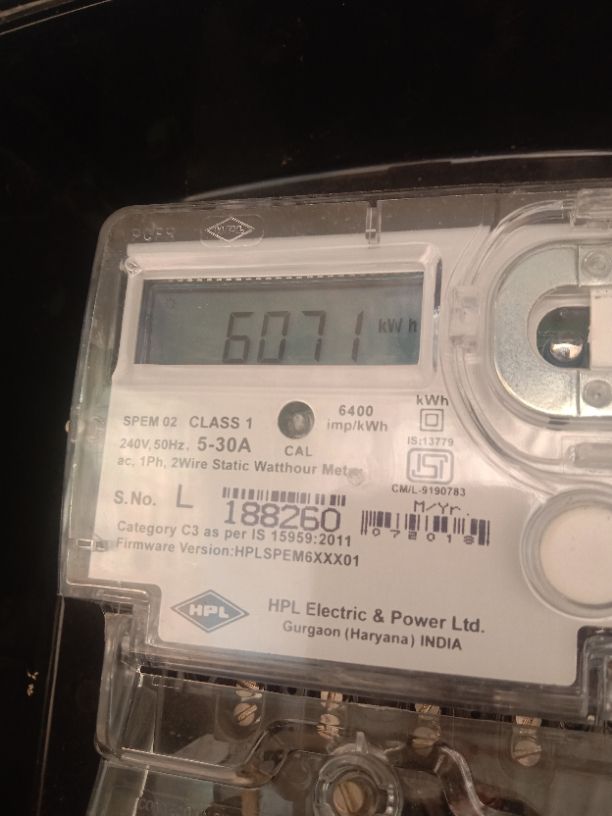 6071 kWh
SPEM 02 CLASS 1
6400
imp/kWh
kWh
240V, 50Hz, 5-30A
CAL
IS:13779
ac, 1Ph, 2Wire Static Watthour Meter
ISI
CM/L-9190783
S.No. L 188260
M/Yr.
072018
Category C3 as per IS 15959:2011
Firmware Version:HPLSPEM6XXX01
HPL
HPL Electric & Power Ltd.
Gurgaon (Haryana) INDIA